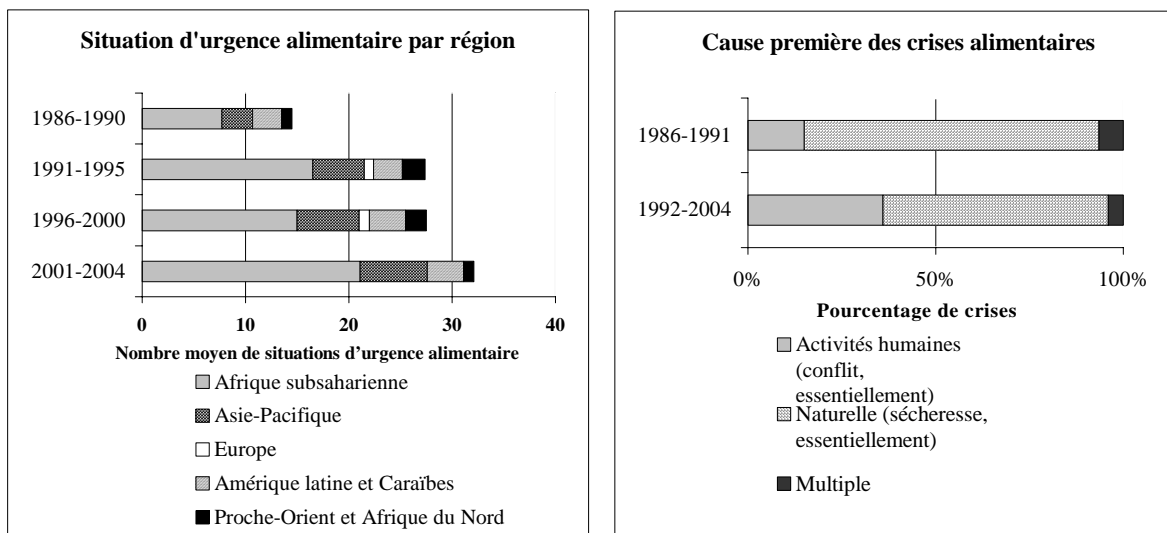 Situation d'urgence alimentaire par région
1986-1990
1991-1995
1996-2000
2001-2004
0 10 20 30 40
Nombre moyen de situations d’urgence alimentaire
Afrique subsaharienne
Asie-Pacifique
Europe
Amérique latine et Caraïbes
Proche-Orient et Afrique du Nord
Cause première des crises alimentaires
1986-1991
1992-2004
0% 50% 100%
Pourcentage de crises
Activités humaines
(conflit,
essentiellement)
Naturelle (sécheresse,
essentiellement)
Multiple